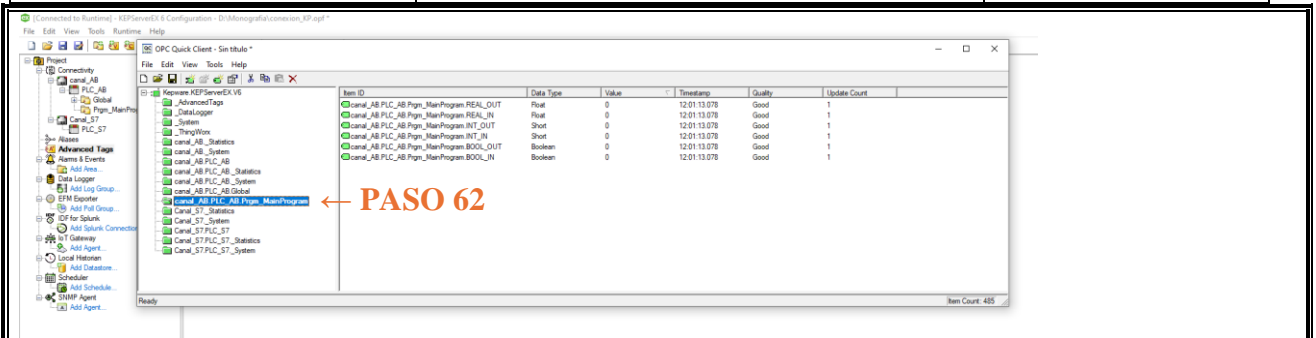 [Connected to Runtime] - KEPServerEX 6 Configuration - D:\Monografia\conexion_KP.opf *
File Edit View Tools Runtime Help
Project
Connectivity
canal_AB
PLC_AB
Global
Prgm_MainPro
Canal_S7
PLC_S7
Aliases
Advanced Tags
Alarms & Events
Add Area...
Data Logger
Add Log Group...
EFM Exporter
Add Poll Group...
IDF for Splunk
Add Splunk Connection
IoT Gateway
Add Agent...
Local Historian
Add Datastore...
Scheduler
Add Schedule...
SNMP Agent
Add Agent...
OPC Quick Client - Sin título *
File Edit View Tools Help
Kepware.KEPServerEX.V6
_AdvancedTags
_DataLogger
_System
_ThingWorx
canal_AB._Statistics
canal_AB._System
canal_AB.PLC_AB
canal_AB.PLC_AB._Statistics
canal_AB.PLC_AB._System
canal_AB.PLC_AB.Global
canal_AB.PLC_AB.Prgm_MainProgram
Canal_S7._Statistics
Canal_S7._System
Canal_S7.PLC_S7
Canal_S7.PLC_S7._Statistics
Canal_S7.PLC_S7._System
← PASO 62
Item ID Data Type Value Timestamp Quality Update Count
canal_AB.PLC_AB.Prgm_MainProgram.REAL_OUT Float 0 12:01:13.078 Good 1
canal_AB.PLC_AB.Prgm_MainProgram.REAL_IN Float 0 12:01:13.078 Good 1
canal_AB.PLC_AB.Prgm_MainProgram.INT_OUT Short 0 12:01:13.078 Good 1
canal_AB.PLC_AB.Prgm_MainProgram.INT_IN Short 0 12:01:13.078 Good 1
canal_AB.PLC_AB.Prgm_MainProgram.BOOL_OUT Boolean 0 12:01:13.078 Good 1
canal_AB.PLC_AB.Prgm_MainProgram.BOOL_IN Boolean 0 12:01:13.078 Good 1
Ready
Item Count: 485